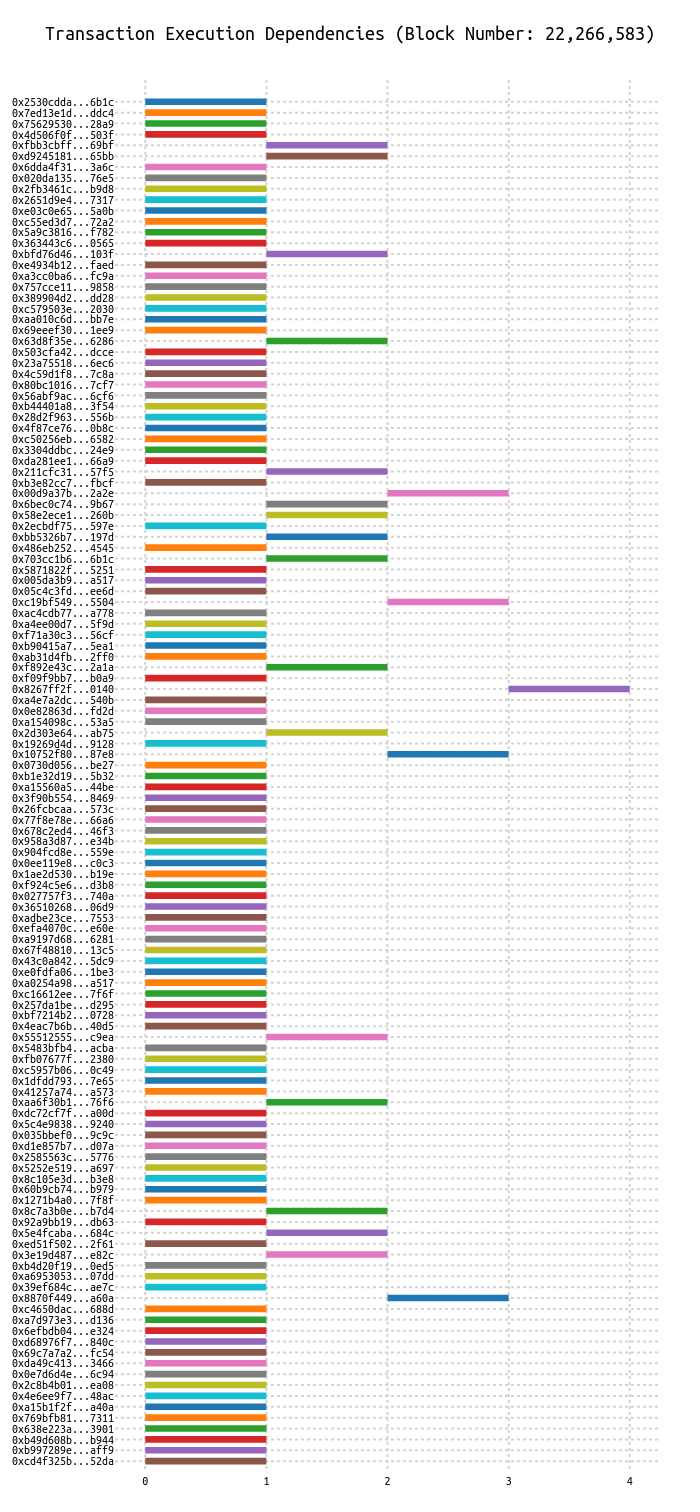 Transaction Execution Dependencies (Block Number: 22,266,583)
0x2530cdda...6b1c
0x7ed13e1d...ddc4
0x75629530...28a9
0x4d506f0f...503f
0xfbb3cbff...69bf
0xd9245181...65bb
0x6dda4f31...3a6c
0x020da135...76e5
0x2fb3461c...b9d8
0x2651d9e4...7317
0xe03c0e65...5a0b
0xc55ed3d7...72a2
0x5a9c3816...f782
0x363443c6...0565
0xbfd76d46...103f
0xe4934b12...faed
0xa3cc0ba6...fc9a
0x757cce11...9858
0x389904d2...dd28
0xc579503e...2030
0xaa010c6d...bb7e
0x69eeef30...1ee9
0x63d8f35e...6286
0x503cfa42...dcce
0x23a75518...6ec6
0x4c59d1f8...7c8a
0x80bc1016...7cf7
0x56abf9ac...6cf6
0xb44401a8...3f54
0x28d2f963...556b
0x4f87ce76...0b8c
0xc50256eb...6582
0x3304ddbc...24e9
0xda281ee1...66a9
0x211cfc31...57f5
0xb3e82cc7...fbcf
0x00d9a37b...2a2e
0x6bec0c74...9b67
0x58e2ece1...260b
0x2ecbdf75...597e
0xbb5326b7...197d
0x486eb252...4545
0x703cc1b6...6b1c
0x5871822f...5251
0x005da3b9...a517
0x05c4c3fd...ee6d
0xc19bf549...5504
0xac4cdb77...a778
0xa4ee00d7...5f9d
0xf71a30c3...56cf
0xb90415a7...5ea1
0xab31d4fb...2ff0
0xf892e43c...2a1a
0xf09f9bb7...b0a9
0x8267ff2f...0140
0xa4e7a2dc...540b
0x0e82863d...fd2d
0xa154098c...53a5
0x2d303e64...ab75
0x19269d4d...9128
0x10752f80...87e8
0x0730d056...be27
0xb1e32d19...5b32
0xa15560a5...44be
0x3f90b554...8469
0x26fcbcaa...573c
0x77f8e78e...66a6
0x678c2ed4...46f3
0x958a3d87...e34b
0x904fcd8e...559e
0x0ee119e8...c0c3
0x1ae2d530...b19e
0xf924c5e6...d3b8
0x027757f3...740a
0x36510268...06d9
0xadbe23ce...7553
0xefa4070c...e60e
0xa9197d68...6281
0x67f48810...13c5
0x43c0a842...5dc9
0xe0fdfa06...1be3
0xa0254a98...a517
0xc16612ee...7f6f
0x257da1be...d295
0xbf7214b2...0728
0x4eac7b6b...40d5
0x55512555...c9ea
0x5483bfb4...acba
0xfb07677f...2380
0xc5957b06...0c49
0x1dfdd793...7e65
0x41257a74...a573
0xaa6f30b1...76f6
0xdc72cf7f...a00d
0x5c4e9838...9240
0x035bbef0...9c9c
0xd1e857b7...d07a
0x2585563c...5776
0x5252e519...a697
0x8c105e3d...b3e8
0x60b9cb74...b979
0x1271b4a0...7f8f
0x8c7a3b0e...b7d4
0x92a9bb19...db63
0x5e4fcaba...684c
0xed51f502...2f61
0x3e19d487...e82c
0xb4d20f19...0ed5
0xa6953053...07dd
0x39ef684c...ae7c
0x8870f449...a60a
0xc4650dac...688d
0xa7d973e3...d136
0x6efbdb04...e324
0xd68976f7...840c
0x69c7a7a2...fc54
0xda49c413...3466
0x0e7d6d4e...6c94
0x2c8b4b01...ea08
0x4e6ee9f7...48ac
0xa15b1f2f...a40a
0x769bfb81...7311
0x638e223a...3901
0xb49d608b...b944
0xb997289e...aff9
0xcd4f325b...52da
0 1 2 3 4